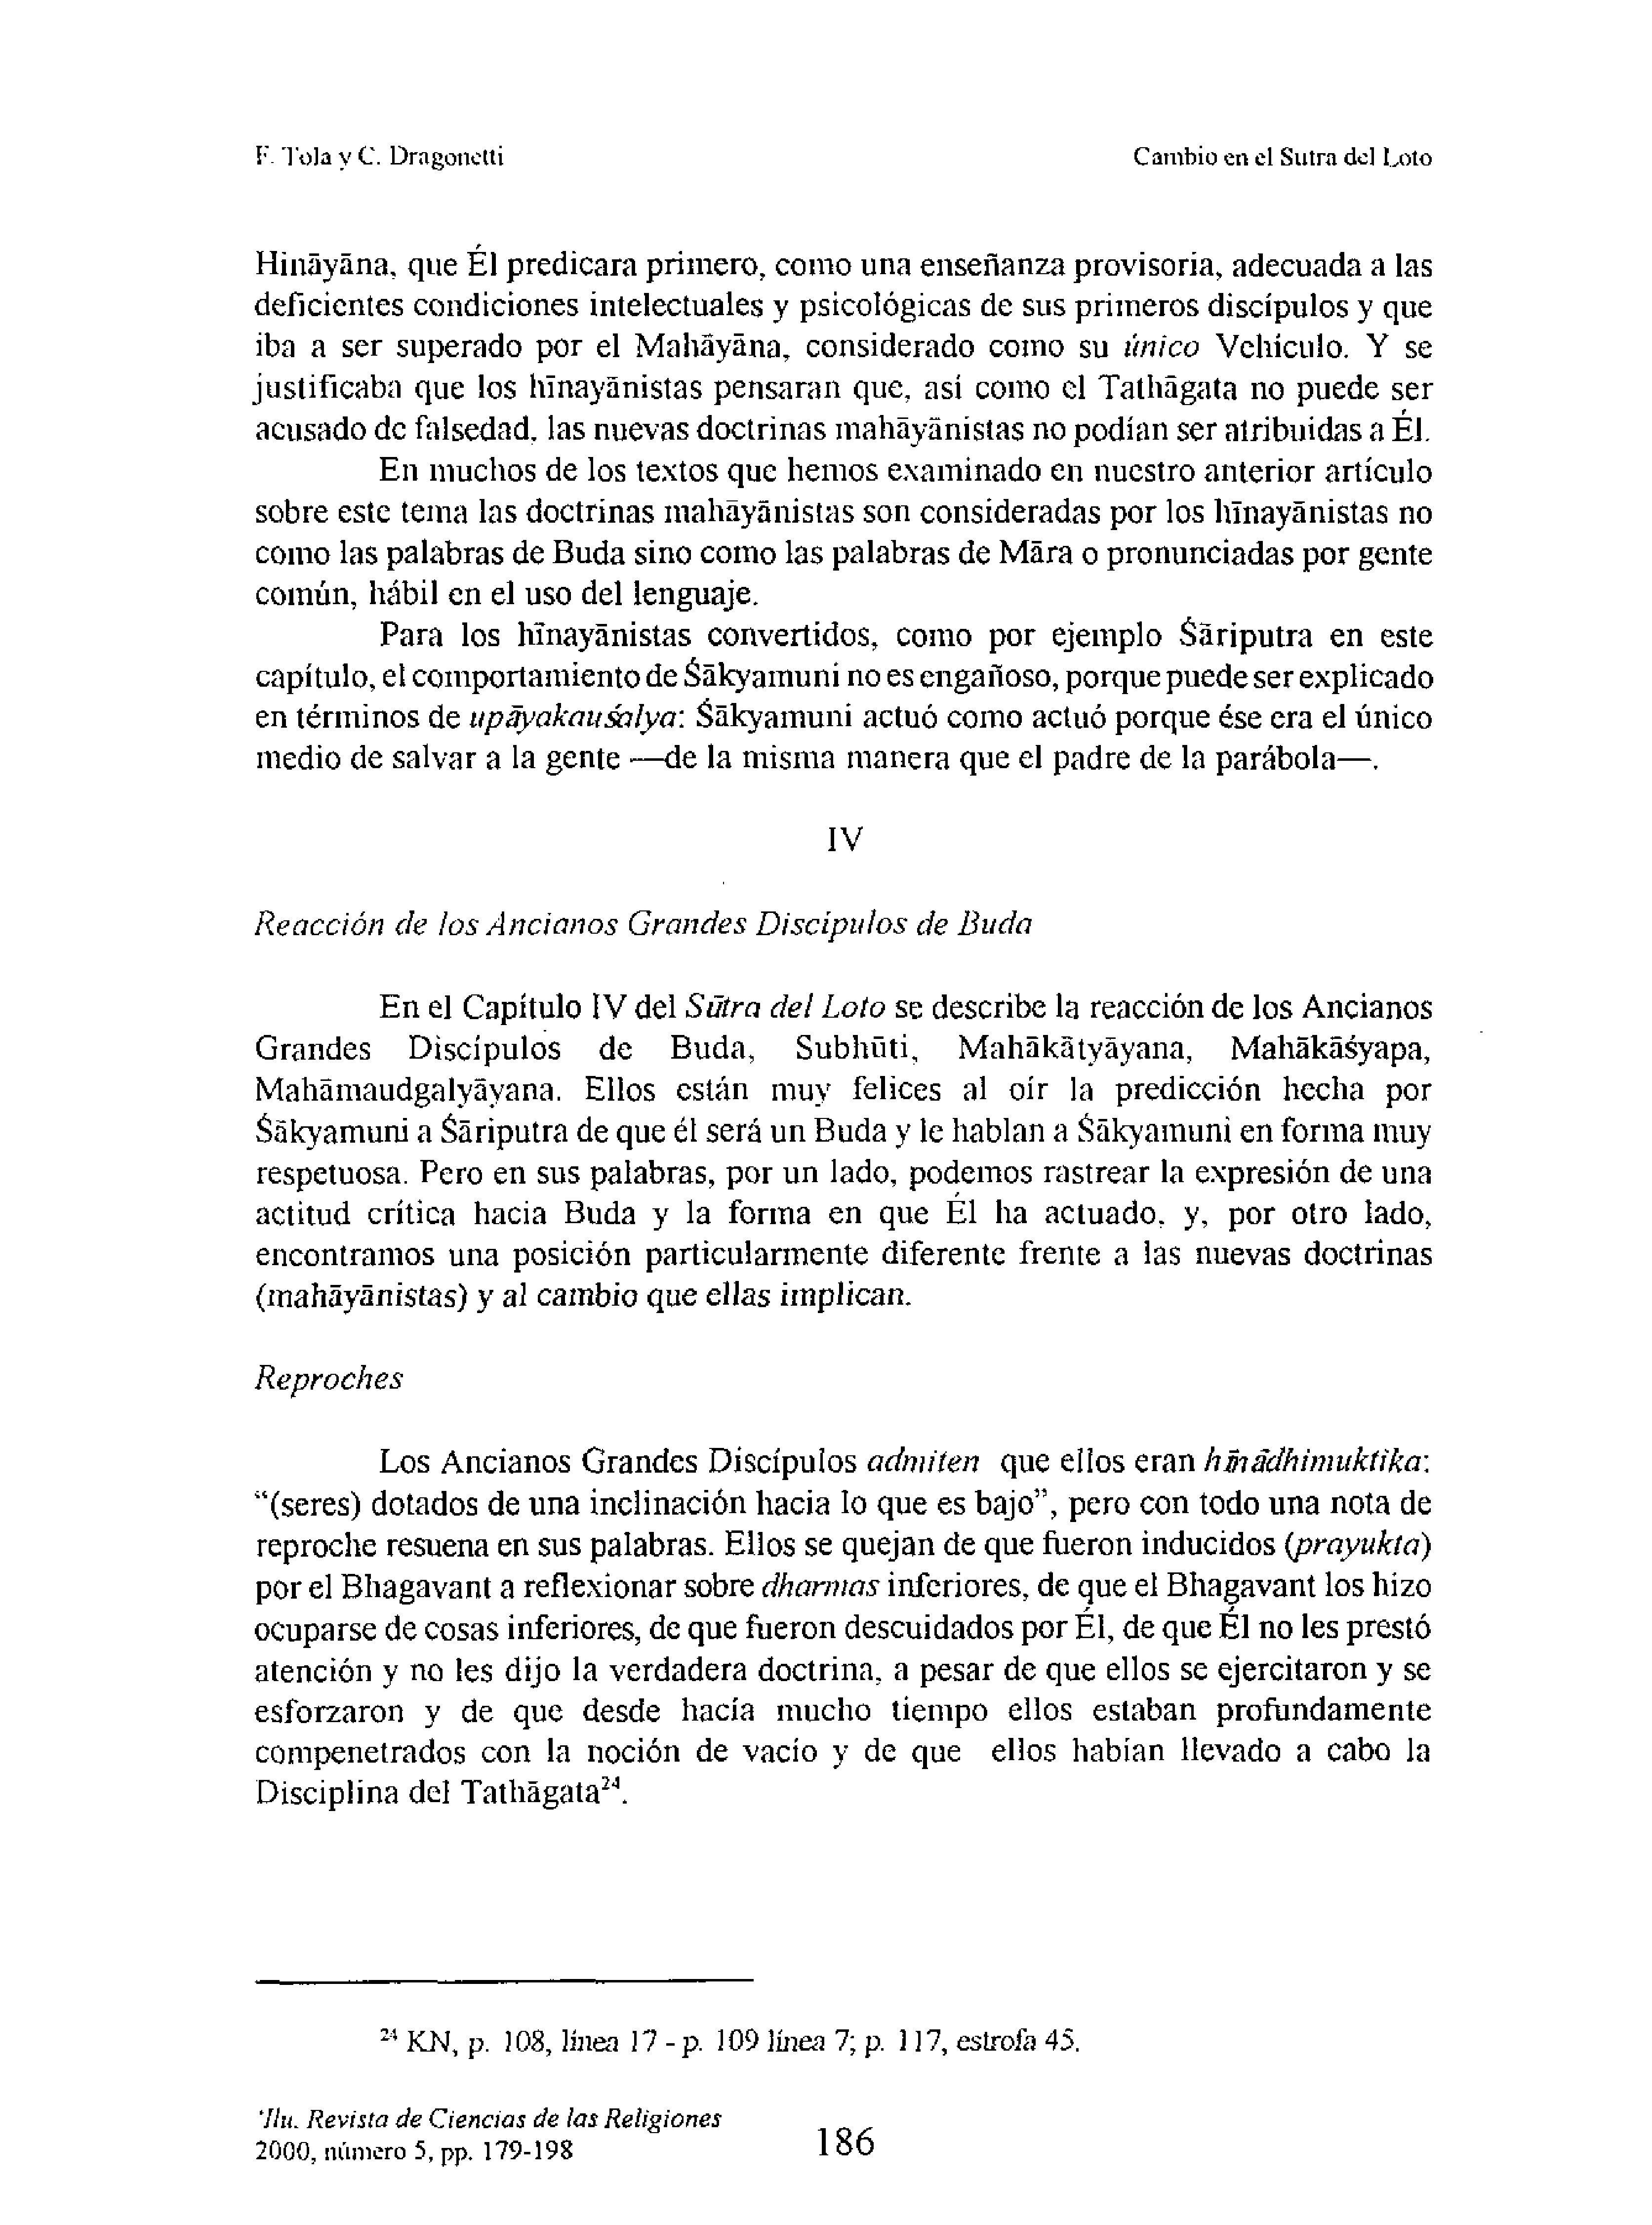 F. Tola y C. Dragonetti
Cambio en el Sutra del Loto
Hināyāna, que Él predicara primero, como una enseñanza provisoria, adecuada a las
deficientes condiciones intelectuales y psicológicas de sus primeros discípulos y que
iba a ser superado por el Mahāyāna, considerado como su único Vehículo. Y se
justificaba que los hīnayānistas pensaran que, así como el Tathāgata no puede ser
acusado de falsedad, las nuevas doctrinas mahāyānistas no podían ser atribuidas a Él.
En muchos de los textos que hemos examinado en nuestro anterior artículo
sobre este tema las doctrinas mahāyānistas son consideradas por los hīnayānistas no
como las palabras de Buda sino como las palabras de Māra o pronunciadas por gente
común, hábil en el uso del lenguaje.
Para los hīnayānistas convertidos, como por ejemplo Śāriputra en este
capítulo, el comportamiento de Śākyamuni no es engañoso, porque puede ser explicado
en términos de upāyakauśalya: Śākyamuni actuó como actuó porque ése era el único
medio de salvar a la gente —de la misma manera que el padre de la parábola—.
IV
Reacción de los Ancianos Grandes Discípulos de Buda
En el Capítulo IV del Sūtra del Loto se describe la reacción de los Ancianos
Grandes Discípulos de Buda, Subhūti, Mahākātyāyana, Mahākāśyapa,
Mahāmaudgalyāyana. Ellos están muy felices al oír la predicción hecha por
Śākyamuni a Śāriputra de que él será un Buda y le hablan a Śākyamuni en forma muy
respetuosa. Pero en sus palabras, por un lado, podemos rastrear la expresión de una
actitud crítica hacia Buda y la forma en que Él ha actuado, y, por otro lado,
encontramos una posición particularmente diferente frente a las nuevas doctrinas
(mahāyānistas) y al cambio que ellas implican.
Reproches
Los Ancianos Grandes Discípulos admiten que ellos eran hīnādhimuktika:
“(seres) dotados de una inclinación hacia lo que es bajo”, pero con todo una nota de
reproche resuena en sus palabras. Ellos se quejan de que fueron inducidos (prayukta)
por el Bhagavant a reflexionar sobre dharmas inferiores, de que el Bhagavant los hizo
ocuparse de cosas inferiores, de que fueron descuidados por Él, de que Él no les prestó
atención y no les dijo la verdadera doctrina, a pesar de que ellos se ejercitaron y se
esforzaron y de que desde hacía mucho tiempo ellos estaban profundamente
compenetrados con la noción de vacío y de que ellos habían llevado a cabo la
Disciplina del Tathāgata²⁴.
²⁴ KN, p. 108, línea 17 - p. 109 línea 7; p. 117, estrofa 45.
‘Ilu. Revista de Ciencias de las Religiones
2000, número 5, pp. 179-198
186